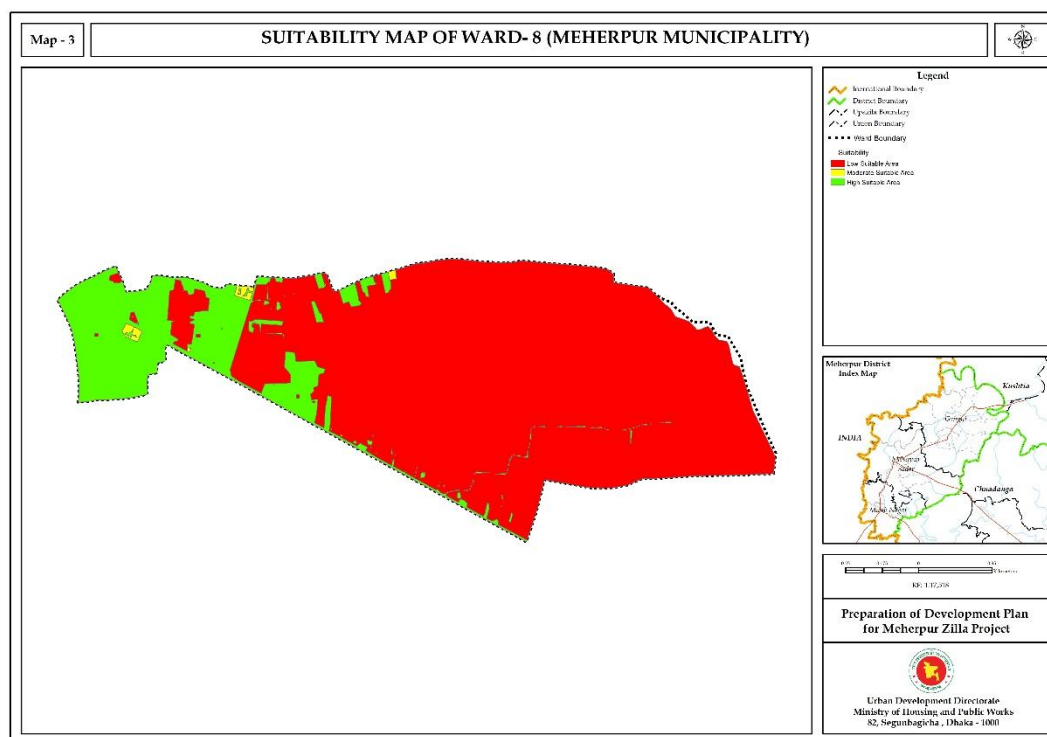 Map - 3
SUITABILITY MAP OF WARD- 8 (MEHERPUR MUNICIPALITY)
Legend
International Boundary
District Boundary
Upazila Boundary
Union Boundary
Ward Boundary
Suitability
Low Suitable Area
Moderate Suitable Area
High Suitable Area
Meherpur District
Index Map
Kushtia
INDIA
Sadar
Chuadanga
Preparation of Development Plan
for Meherpur Zilla Project
Urban Development Directorate
Ministry of Housing and Public Works
82, Segunbagicha , Dhaka - 1000